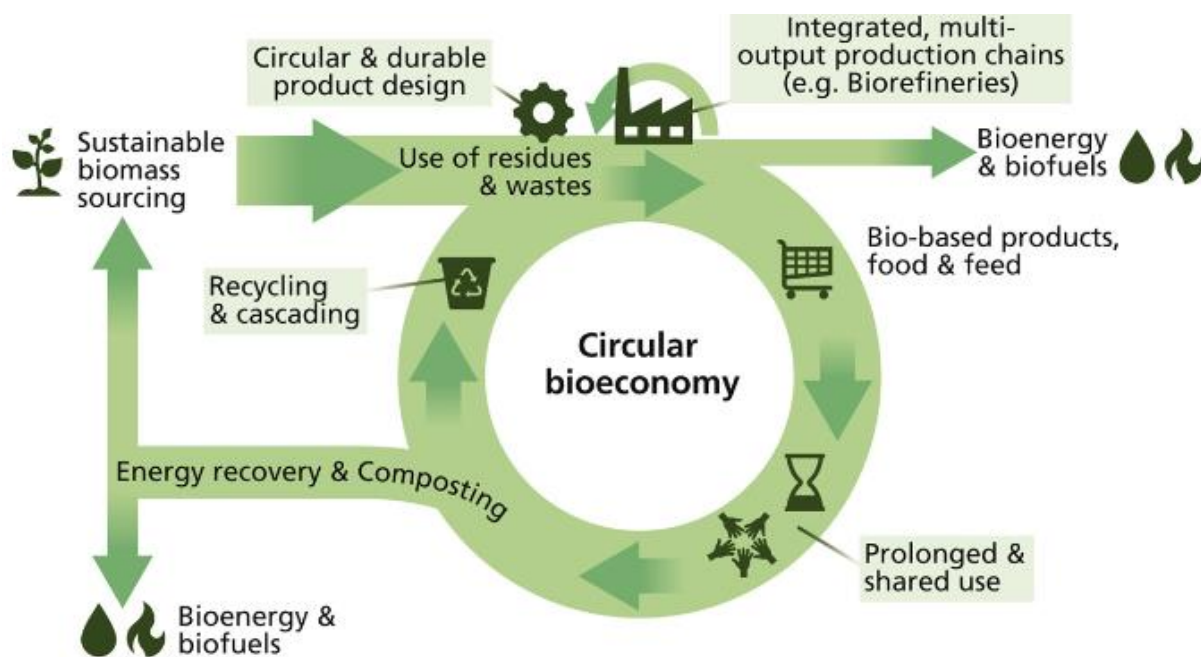 Circular & durable
product design
Integrated, multi-
output production chains
(e.g. Biorefineries)
Sustainable
biomass
sourcing
Use of residues
& wastes
Bioenergy
& biofuels
Bio-based products,
food & feed
Recycling
& cascading
Circular
bioeconomy
Energy recovery & Composting
Prolonged &
shared use
Bioenergy &
biofuels